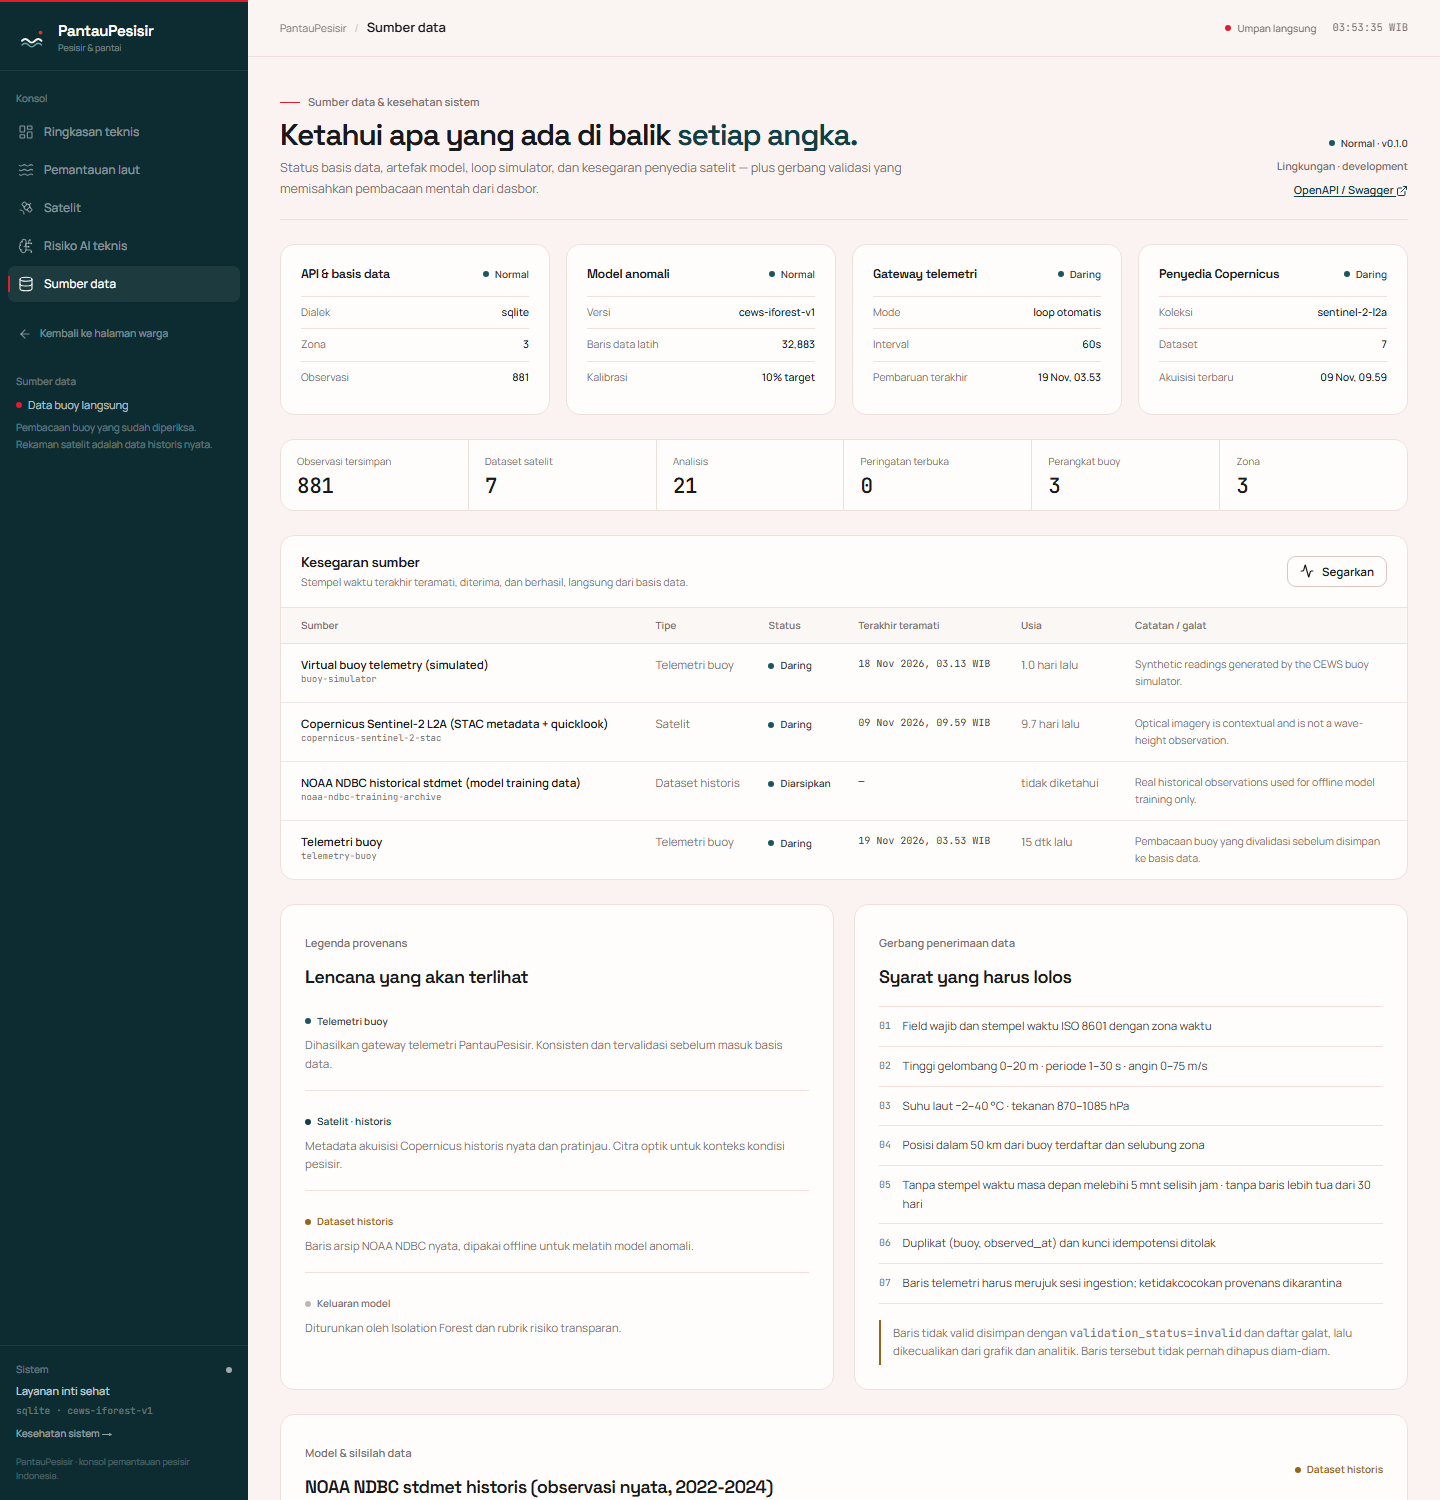 PantauPesisir
Pesisir & pantai
Konsol
Ringkasan teknis
Pemantauan laut
Satelit
Risiko AI teknis
Sumber data
Kembali ke halaman warga
Sumber data
Data buoy langsung
Pembacaan buoy yang sudah diperiksa.
Rekaman satelit adalah data historis nyata.
Sistem
Layanan inti sehat
sqlite · cews-iforest-v1
Kesehatan sistem →
PantauPesisir · konsol pemantauan pesisir
Indonesia.
PantauPesisir / Sumber data
Umpan langsung 03:53:35 WIB
Sumber data & kesehatan sistem
Ketahui apa yang ada di balik setiap angka.
Status basis data, artefak model, loop simulator, dan kesegaran penyedia satelit — plus gerbang validasi yang
memisahkan pembacaan mentah dari dasbor.
Normal · v0.1.0
Lingkungan · development
OpenAPI / Swagger
API & basis data Normal
Dialek sqlite
Zona 3
Observasi 881
Model anomali Normal
Versi cews-iforest-v1
Baris data latih 32,883
Kalibrasi 10% target
Gateway telemetri Daring
Mode loop otomatis
Interval 60s
Pembaruan terakhir 19 Nov, 03.53
Penyedia Copernicus Daring
Koleksi sentinel-2-l2a
Dataset 7
Akuisisi terbaru 09 Nov, 09.59
Observasi tersimpan
881
Dataset satelit
7
Analisis
21
Peringatan terbuka
0
Perangkat buoy
3
Zona
3
Kesegaran sumber
Stempel waktu terakhir teramati, diterima, dan berhasil, langsung dari basis data.
Segarkan
Sumber Tipe Status Terakhir teramati Usia Catatan / galat
Virtual buoy telemetry (simulated) Telemetri buoy Daring 18 Nov 2026, 03.13 WIB 1.0 hari lalu Synthetic readings generated by the CEWS buoy
buoy-simulator simulator.
Copernicus Sentinel-2 L2A (STAC metadata + quicklook) Satelit Daring 09 Nov 2026, 09.59 WIB 9.7 hari lalu Optical imagery is contextual and is not a wave-
copernicus-sentinel-2-stac height observation.
NOAA NDBC historical stdmet (model training data) Dataset historis Diarsipkan — tidak diketahui Real historical observations used for offline model
noaa-ndbc-training-archive training only.
Telemetri buoy Telemetri buoy Daring 19 Nov 2026, 03.53 WIB 15 dtk lalu Pembacaan buoy yang divalidasi sebelum disimpan
telemetry-buoy ke basis data.
Legenda provenans
Lencana yang akan terlihat
Telemetri buoy
Dihasilkan gateway telemetri PantauPesisir. Konsisten dan tervalidasi sebelum masuk basis
data.
Satelit · historis
Metadata akuisisi Copernicus historis nyata dan pratinjau. Citra optik untuk konteks kondisi
pesisir.
Dataset historis
Baris arsip NOAA NDBC nyata, dipakai offline untuk melatih model anomali.
Keluaran model
Diturunkan oleh Isolation Forest dan rubrik risiko transparan.
Gerbang penerimaan data
Syarat yang harus lolos
01 Field wajib dan stempel waktu ISO 8601 dengan zona waktu
02 Tinggi gelombang 0–20 m · periode 1–30 s · angin 0–75 m/s
03 Suhu laut −2–40 °C · tekanan 870–1085 hPa
04 Posisi dalam 50 km dari buoy terdaftar dan selubung zona
05 Tanpa stempel waktu masa depan melebihi 5 mnt selisih jam · tanpa baris lebih tua dari 30
hari
06 Duplikat (buoy, observed_at) dan kunci idempotensi ditolak
07 Baris telemetri harus merujuk sesi ingestion; ketidakcocokan provenans dikarantina
Baris tidak valid disimpan dengan validation_status=invalid dan daftar galat, lalu
dikecualikan dari grafik dan analitik. Baris tersebut tidak pernah dihapus diam-diam.
Model & silsilah data
NOAA NDBC stdmet historis (observasi nyata, 2022-2024)
Dataset historis